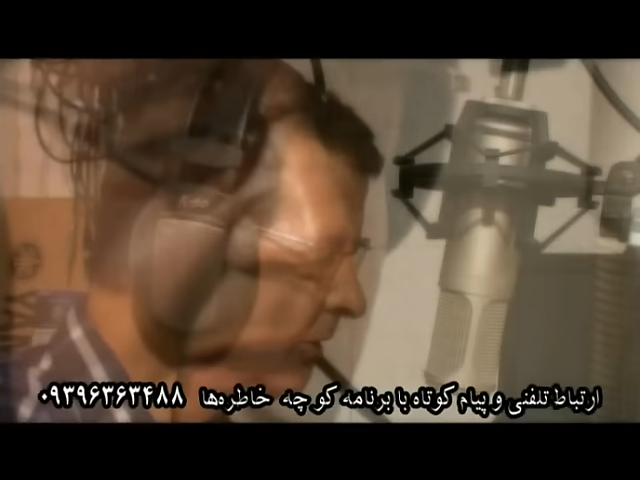 ارتباط تلفنی و پیام کوتاه با برنامه کوچه خاطره‌ها ۰۹۳۹۶۳۶۳۴۸۸